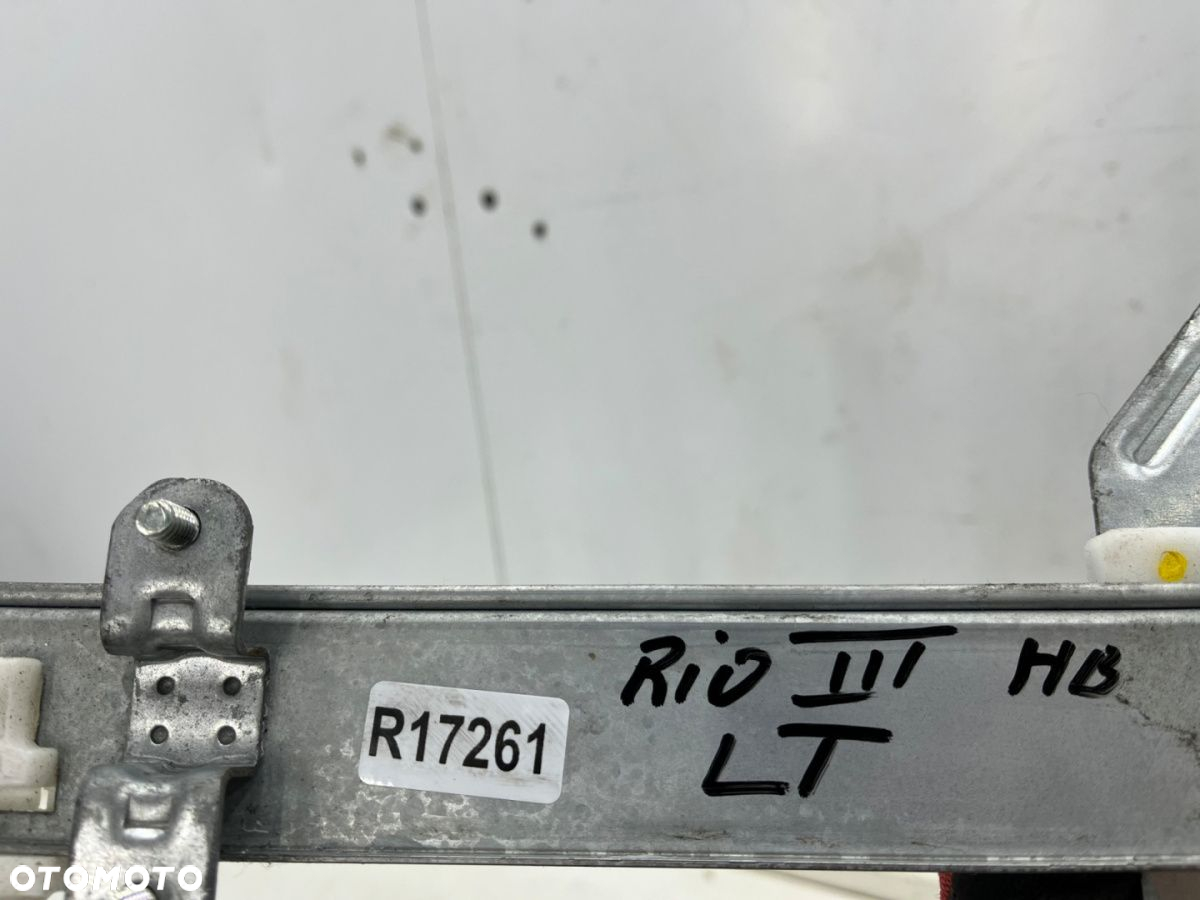 RiO III HB
LT
R17261
OTOMOTO